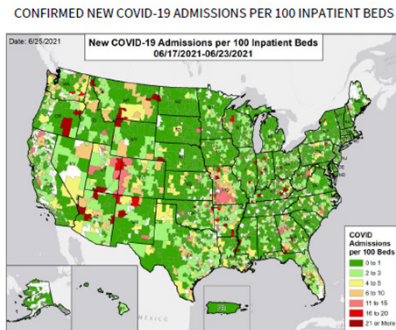 CONFIRMED NEW COVID-19 ADMISSIONS PER 100 INPATIENT BEDS
Date: 6/25/2021
New COVID-19 Admissions per 100 Inpatient Beds
06/17/2021-06/23/2021
COVID
Admissions
per 100 Beds
0 to 1
2 to 3
4 to 5
6 to 10
11 to 15
16 to 20
21 or More
MÉXICO